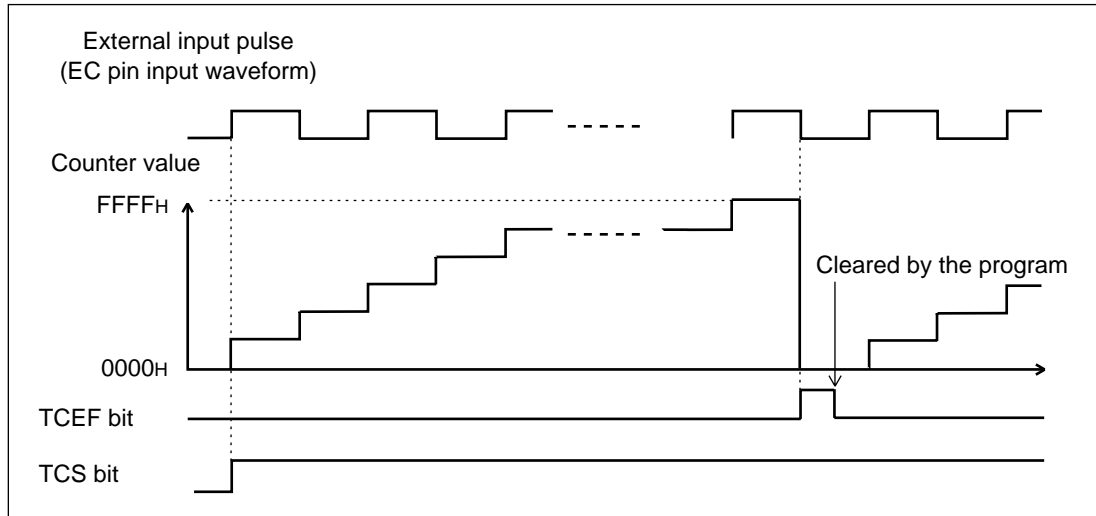 External input pulse
(EC pin input waveform)
Counter value
FFFFH
Cleared by the program
0000H
TCEF bit
TCS bit